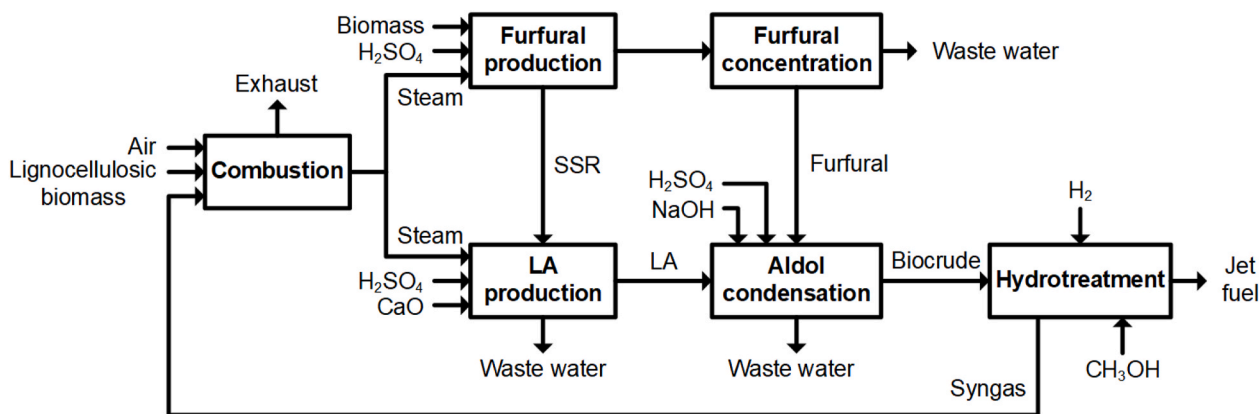 Biomass
H₂SO₄
Furfural
production
Furfural
concentration
Waste water
Steam
Exhaust
Air
Lignocellulosic
biomass
Combustion
SSR
Furfural
H₂SO₄
NaOH
H₂
Steam
H₂SO₄
CaO
LA
production
LA
Aldol
condensation
Biocrude
Hydrotreatment
Jet
fuel
Waste water
Waste water
CH₃OH
Syngas